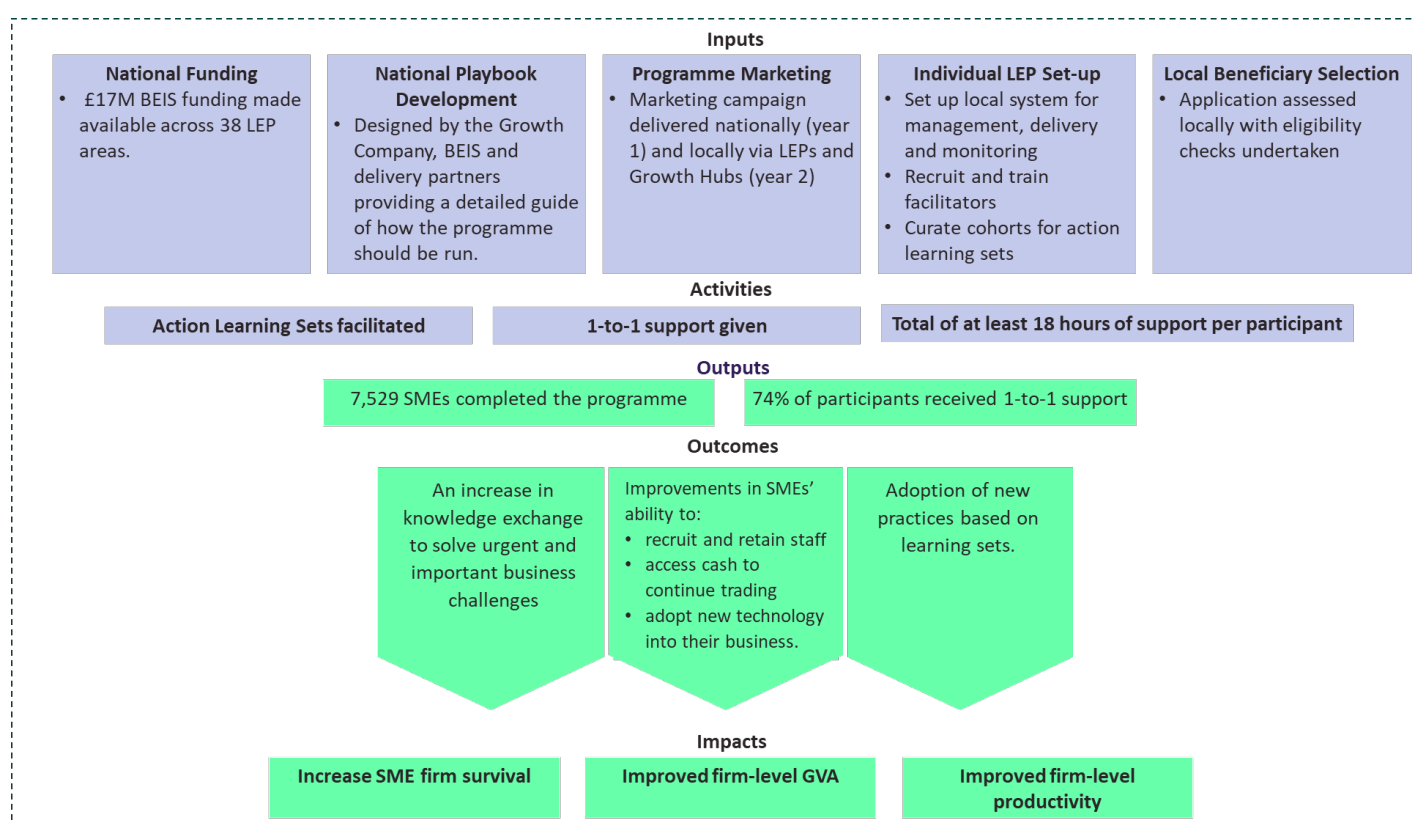 Inputs
National Funding
• £17M BEIS funding made
available across 38 LEP
areas.
National Playbook
Development
• Designed by the Growth
Company, BEIS and
delivery partners
providing a detailed guide
of how the programme
should be run.
Programme Marketing
• Marketing campaign
delivered nationally (year
1) and locally via LEPs and
Growth Hubs (year 2)
Individual LEP Set-up
• Set up local system for
management, delivery
and monitoring
• Recruit and train
facilitators
• Curate cohorts for action
learning sets
Local Beneficiary Selection
• Application assessed
locally with eligibility
checks undertaken
Activities
Action Learning Sets facilitated
1-to-1 support given
Total of at least 18 hours of support per participant
Outputs
7,529 SMEs completed the programme
74% of participants received 1-to-1 support
Outcomes
An increase in
knowledge exchange
to solve urgent and
important business
challenges
Improvements in SMEs’
ability to:
• recruit and retain staff
• access cash to
continue trading
• adopt new technology
into their business.
Adoption of new
practices based on
learning sets.
Impacts
Increase SME firm survival
Improved firm-level GVA
Improved firm-level
productivity